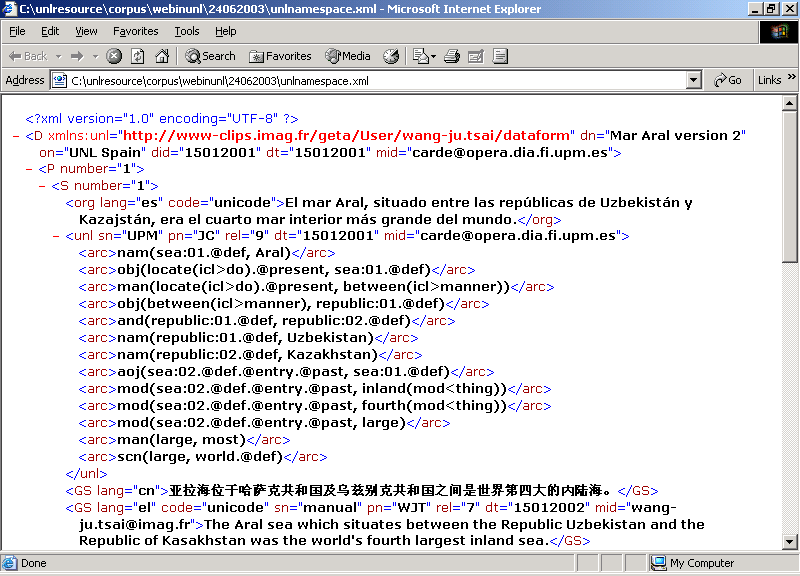 C:\unlresource\corpus\webinunl\24062003\unlnamespace.xml - Microsoft Internet Explorer
File Edit View Favorites Tools Help
Back Search Favorites Media
Address C:\unlresource\corpus\webinunl\24062003\unlnamespace.xml Go Links »
<?xml version="1.0" encoding="UTF-8" ?>
- <D xmlns:unl="http://www-clips.imag.fr/geta/User/wang-ju.tsai/dataform" dn="Mar Aral version 2"
on="UNL Spain" did="15012001" dt="15012001" mid="carde@opera.dia.fi.upm.es">
- <P number="1">
- <S number="1">
<org lang="es" code="unicode">El mar Aral, situado entre las repúblicas de Uzbekistán y
Kazajstán, era el cuarto mar interior más grande del mundo.</org>
- <unl sn="UPM" pn="JC" rel="9" dt="15012001" mid="carde@opera.dia.fi.upm.es">
<arc>nam(sea:01.@def, Aral)</arc>
<arc>obj(locate(icl>do).@present, sea:01.@def)</arc>
<arc>man(locate(icl>do).@present, between(icl>manner))</arc>
<arc>obj(between(icl>manner), republic:01.@def)</arc>
<arc>and(republic:01.@def, republic:02.@def)</arc>
<arc>nam(republic:01.@def, Uzbekistan)</arc>
<arc>nam(republic:02.@def, Kazakhstan)</arc>
<arc>aoj(sea:02.@def.@entry.@past, sea:01.@def)</arc>
<arc>mod(sea:02.@def.@entry.@past, inland(mod<thing))</arc>
<arc>mod(sea:02.@def.@entry.@past, fourth(mod<thing))</arc>
<arc>mod(sea:02.@def.@entry.@past, large)</arc>
<arc>man(large, most)</arc>
<arc>scn(large, world.@def)</arc>
</unl>
<GS lang="cn">亚拉海位于哈萨克共和国及乌兹别克共和国之间是世界第四大的内陆海。</GS>
<GS lang="el" code="unicode" sn="manual" pn="WJT" rel="7" dt="15012002" mid="wang-
ju.tsai@imag.fr">The Aral sea which situates between the Republic Uzbekistan and the
Republic of Kasakhstan was the world's fourth largest inland sea.</GS>
Done My Computer